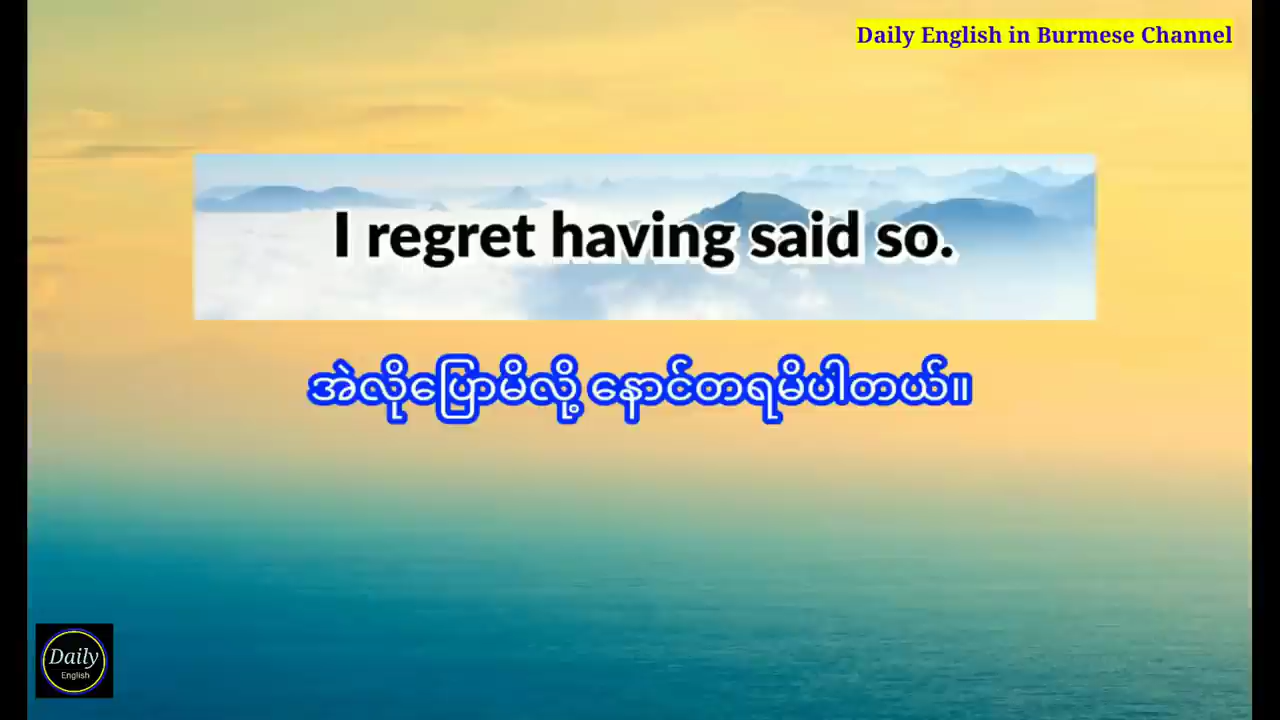 Daily English in Burmese Channel
I regret having said so.
အဲလိုပြောမိလို့ နောင်တရမိပါတယ်။
Daily
English